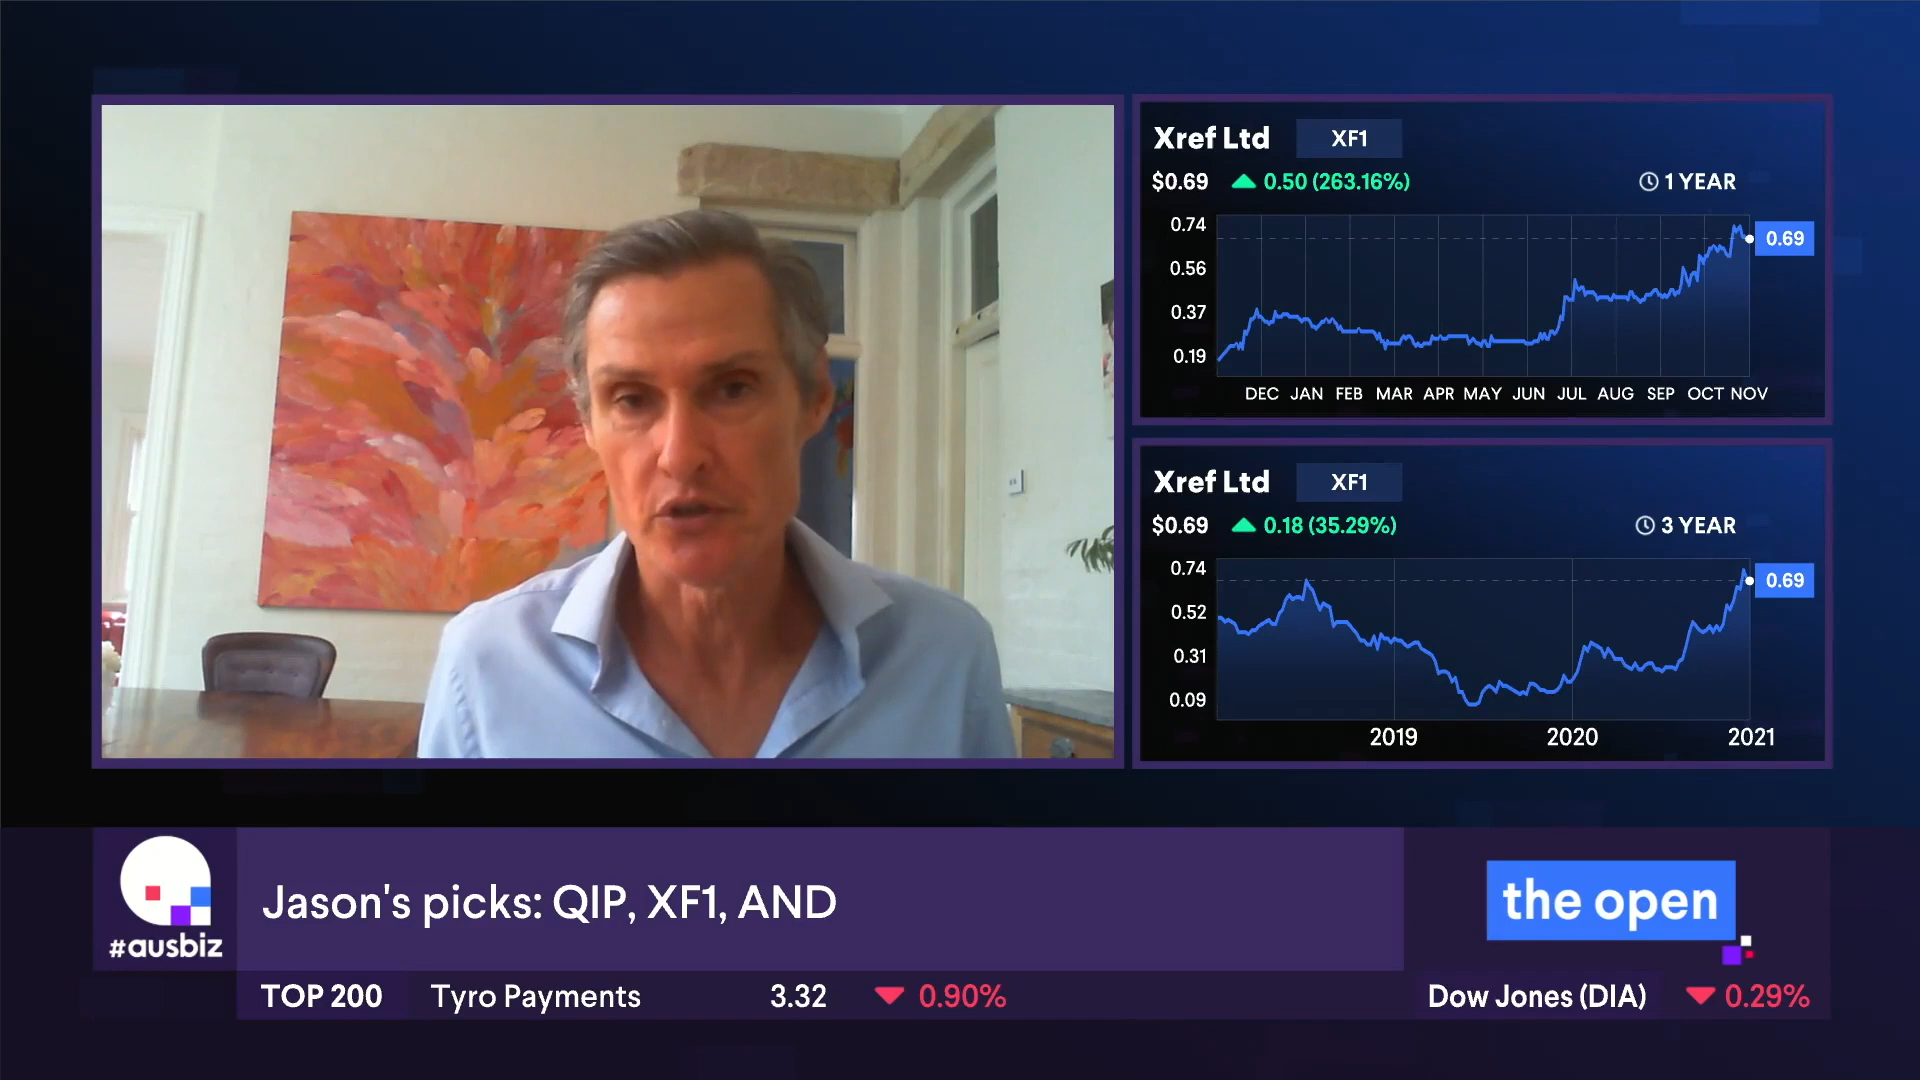 Xref Ltd XF1
$0.69 0.50 (263.16%) 1 YEAR
0.74
0.69
0.56
0.37
0.19
DEC JAN FEB MAR APR MAY JUN JUL AUG SEP OCT NOV
Xref Ltd XF1
$0.69 0.18 (35.29%) 3 YEAR
0.74
0.69
0.52
0.31
0.09
2019 2020 2021
#ausbiz
Jason's picks: QIP, XF1, AND
the open
TOP 200 Tyro Payments 3.32 0.90% Dow Jones (DIA) 0.29%